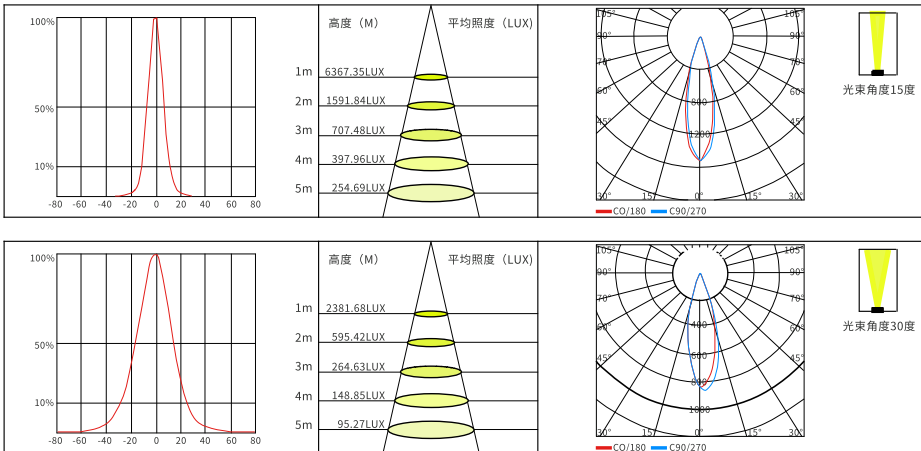 100%
50%
10%
-80 -60 -40 -20 0 20 40 60 80
高度（M） 平均照度（LUX）
1m 6367.35LUX
2m 1591.84LUX
3m 707.48LUX
4m 397.96LUX
5m 254.69LUX
105° 105°
90° 90°
70° 70°
60° 60°
800
45° 45°
1200
30° 15° 0° 15° 30°
CO/180 C90/270
光束角度15度
100%
50%
10%
-80 -60 -40 -20 0 20 40 60 80
高度（M） 平均照度（LUX）
1m 2381.68LUX
2m 595.42LUX
3m 264.63LUX
4m 148.85LUX
5m 95.27LUX
105° 105°
90° 90°
70° 70°
400
60° 60°
600
45° 45°
800
1000
30° 15° 0° 15° 30°
CO/180 C90/270
光束角度30度